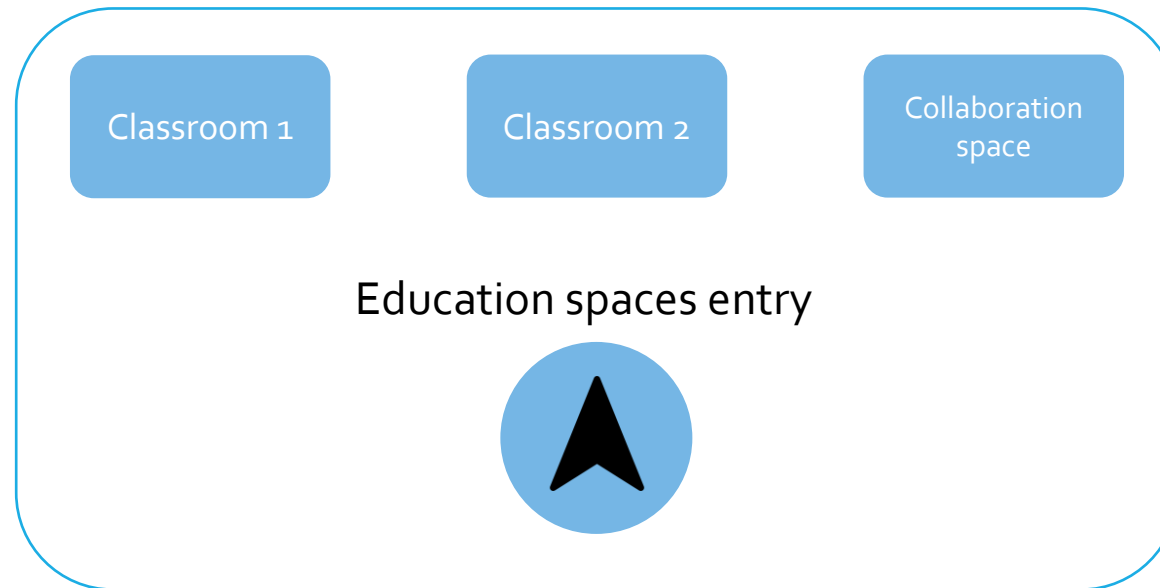 Classroom 1
Classroom 2
Collaboration
space
Education spaces entry